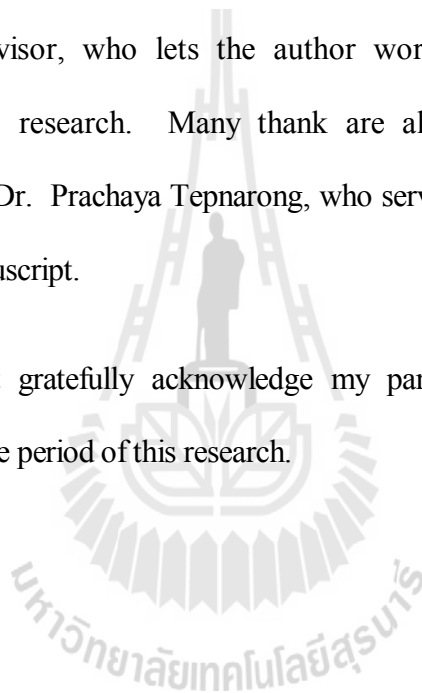 visor, who lets the author wor
research. Many thank are al
Dr. Prachaya Tepnarong, who serv
uscript.
gratefully acknowledge my par
e period of this research.
มหาวิทยาลัยเทคโนโลยีสุรนารี